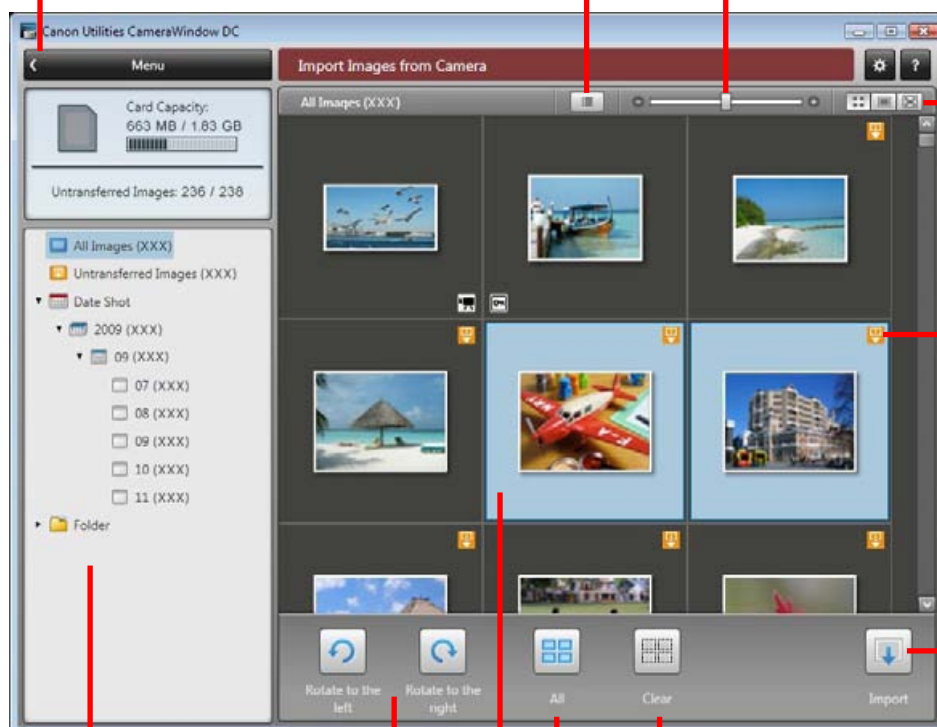 Canon Utilities CameraWindow DC
Menu
Import Images from Camera
?
Card Capacity:
663 MB / 1.83 GB
Untransferred Images: 236 / 238
All Images (XXX)
All Images (XXX)
Untransferred Images (XXX)
Date Shot
2009 (XXX)
09 (XXX)
07 (XXX)
08 (XXX)
09 (XXX)
10 (XXX)
11 (XXX)
Folder
Rotate to the
left
Rotate to the
right
All
Clear
Import